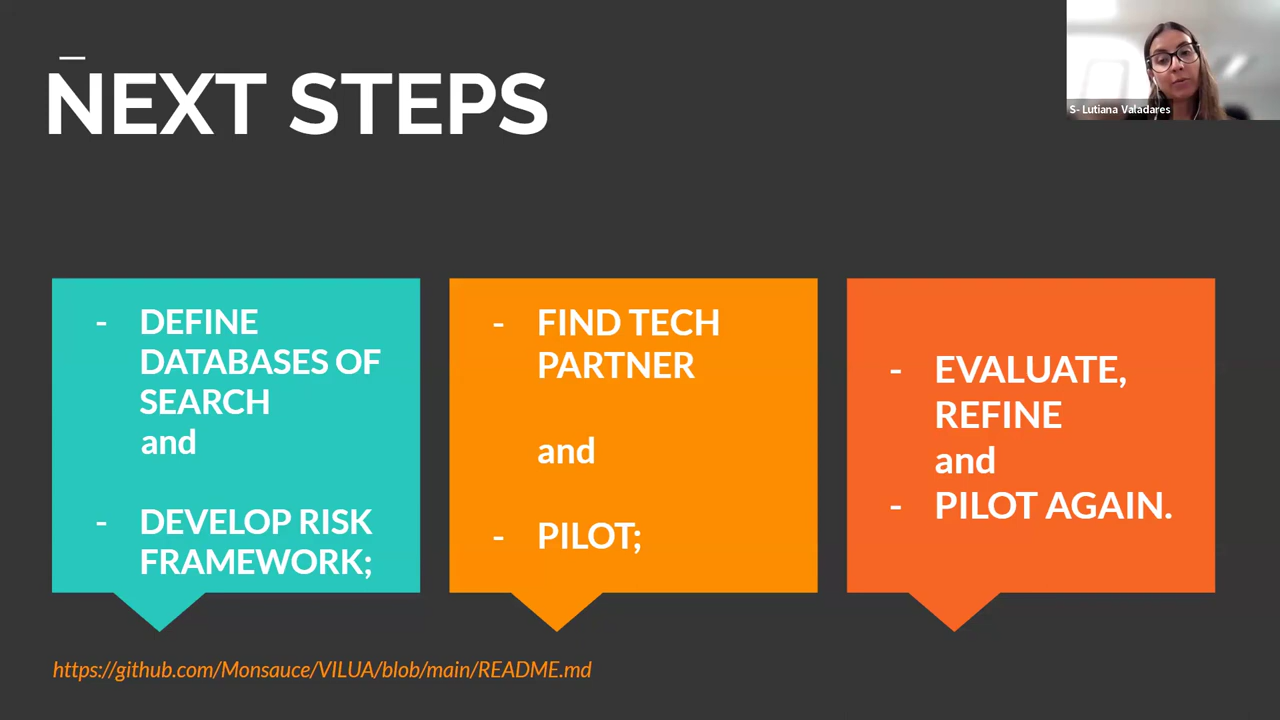 NEXT STEPS
S- Lutiana Valadares
- DEFINE
DATABASES OF
SEARCH
and
- DEVELOP RISK
FRAMEWORK;
- FIND TECH
PARTNER
and
- PILOT;
- EVALUATE,
REFINE
and
- PILOT AGAIN.
https://github.com/Monsauce/VILUA/blob/main/README.md